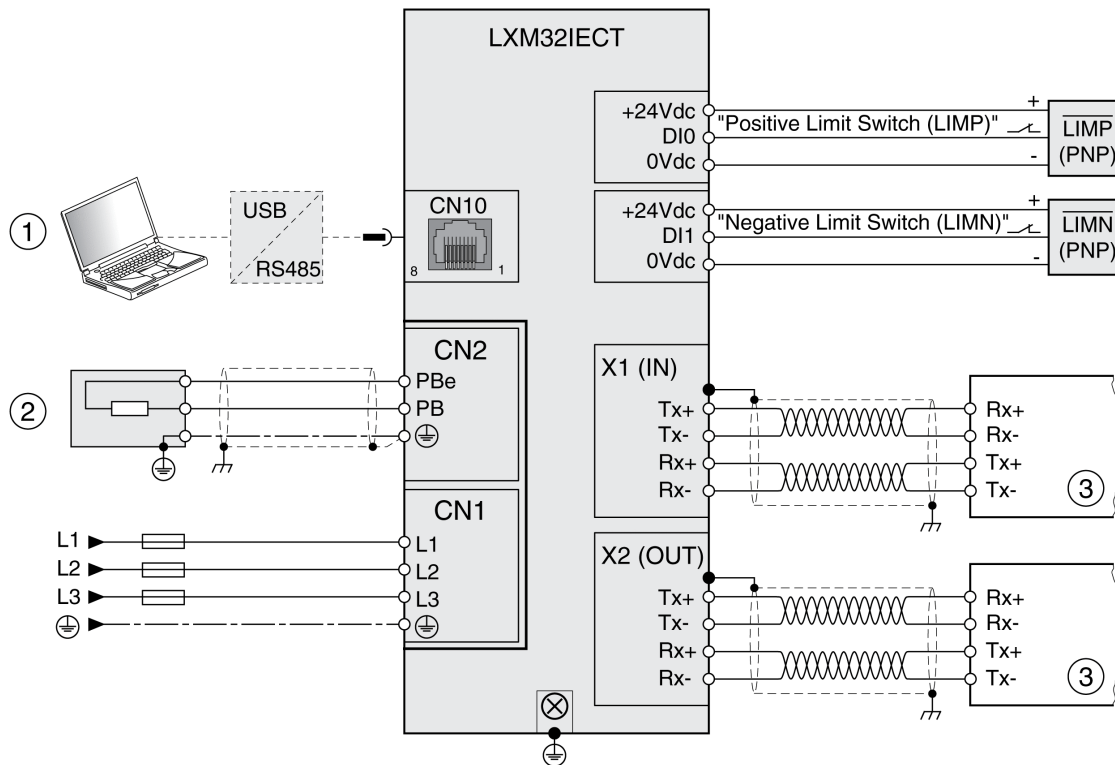 LXM32IECT
+24Vdc
DI0
0Vdc
"Positive Limit Switch (LIMP)"
+
-
LIMP
(PNP)
1
USB
RS485
CN10
8
1
+24Vdc
DI1
0Vdc
"Negative Limit Switch (LIMN)"
+
-
LIMN
(PNP)
2
CN2
PBe
PB
CN1
L1
L2
L3
L1
L2
L3
X1 (IN)
Tx+
Tx-
Rx+
Rx-
Rx+
Rx-
Tx+
Tx-
3
X2 (OUT)
Tx+
Tx-
Rx+
Rx-
Rx+
Rx-
Tx+
Tx-
3